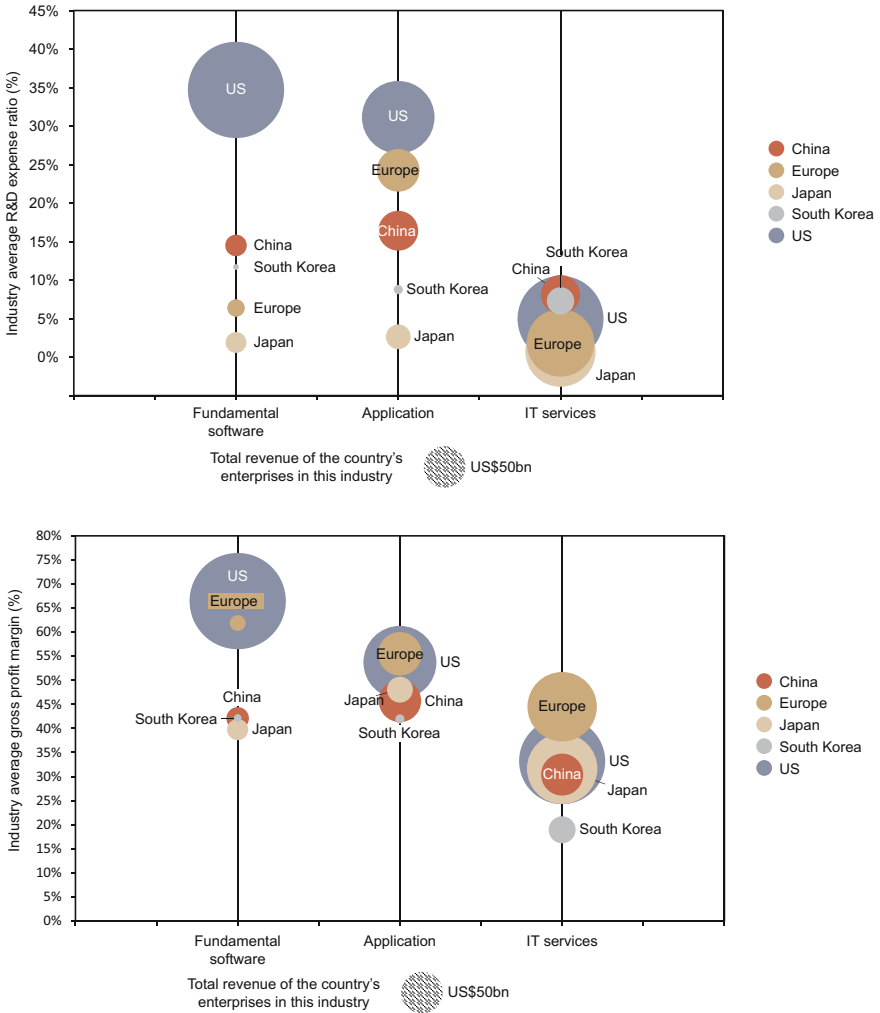 45%
40%
35%
30%
25%
20%
15%
10%
5%
0%
Industry average R&D expense ratio (%)
US
China
South Korea
Europe
Japan
US
Europe
China
South Korea
Japan
South Korea
China
US
Europe
Japan
Fundamental
software
Application
IT services
China
Europe
Japan
South Korea
US
Total revenue of the country’s
enterprises in this industry
US$50bn
80%
75%
70%
65%
60%
55%
50%
45%
40%
35%
30%
25%
20%
15%
10%
5%
0%
Industry average gross profit margin (%)
US
Europe
China
South Korea
Japan
Europe
US
Japan
China
South Korea
Europe
US
China
Japan
South Korea
Fundamental
software
Application
IT services
China
Europe
Japan
South Korea
US
Total revenue of the country’s
enterprises in this industry
US$50bn